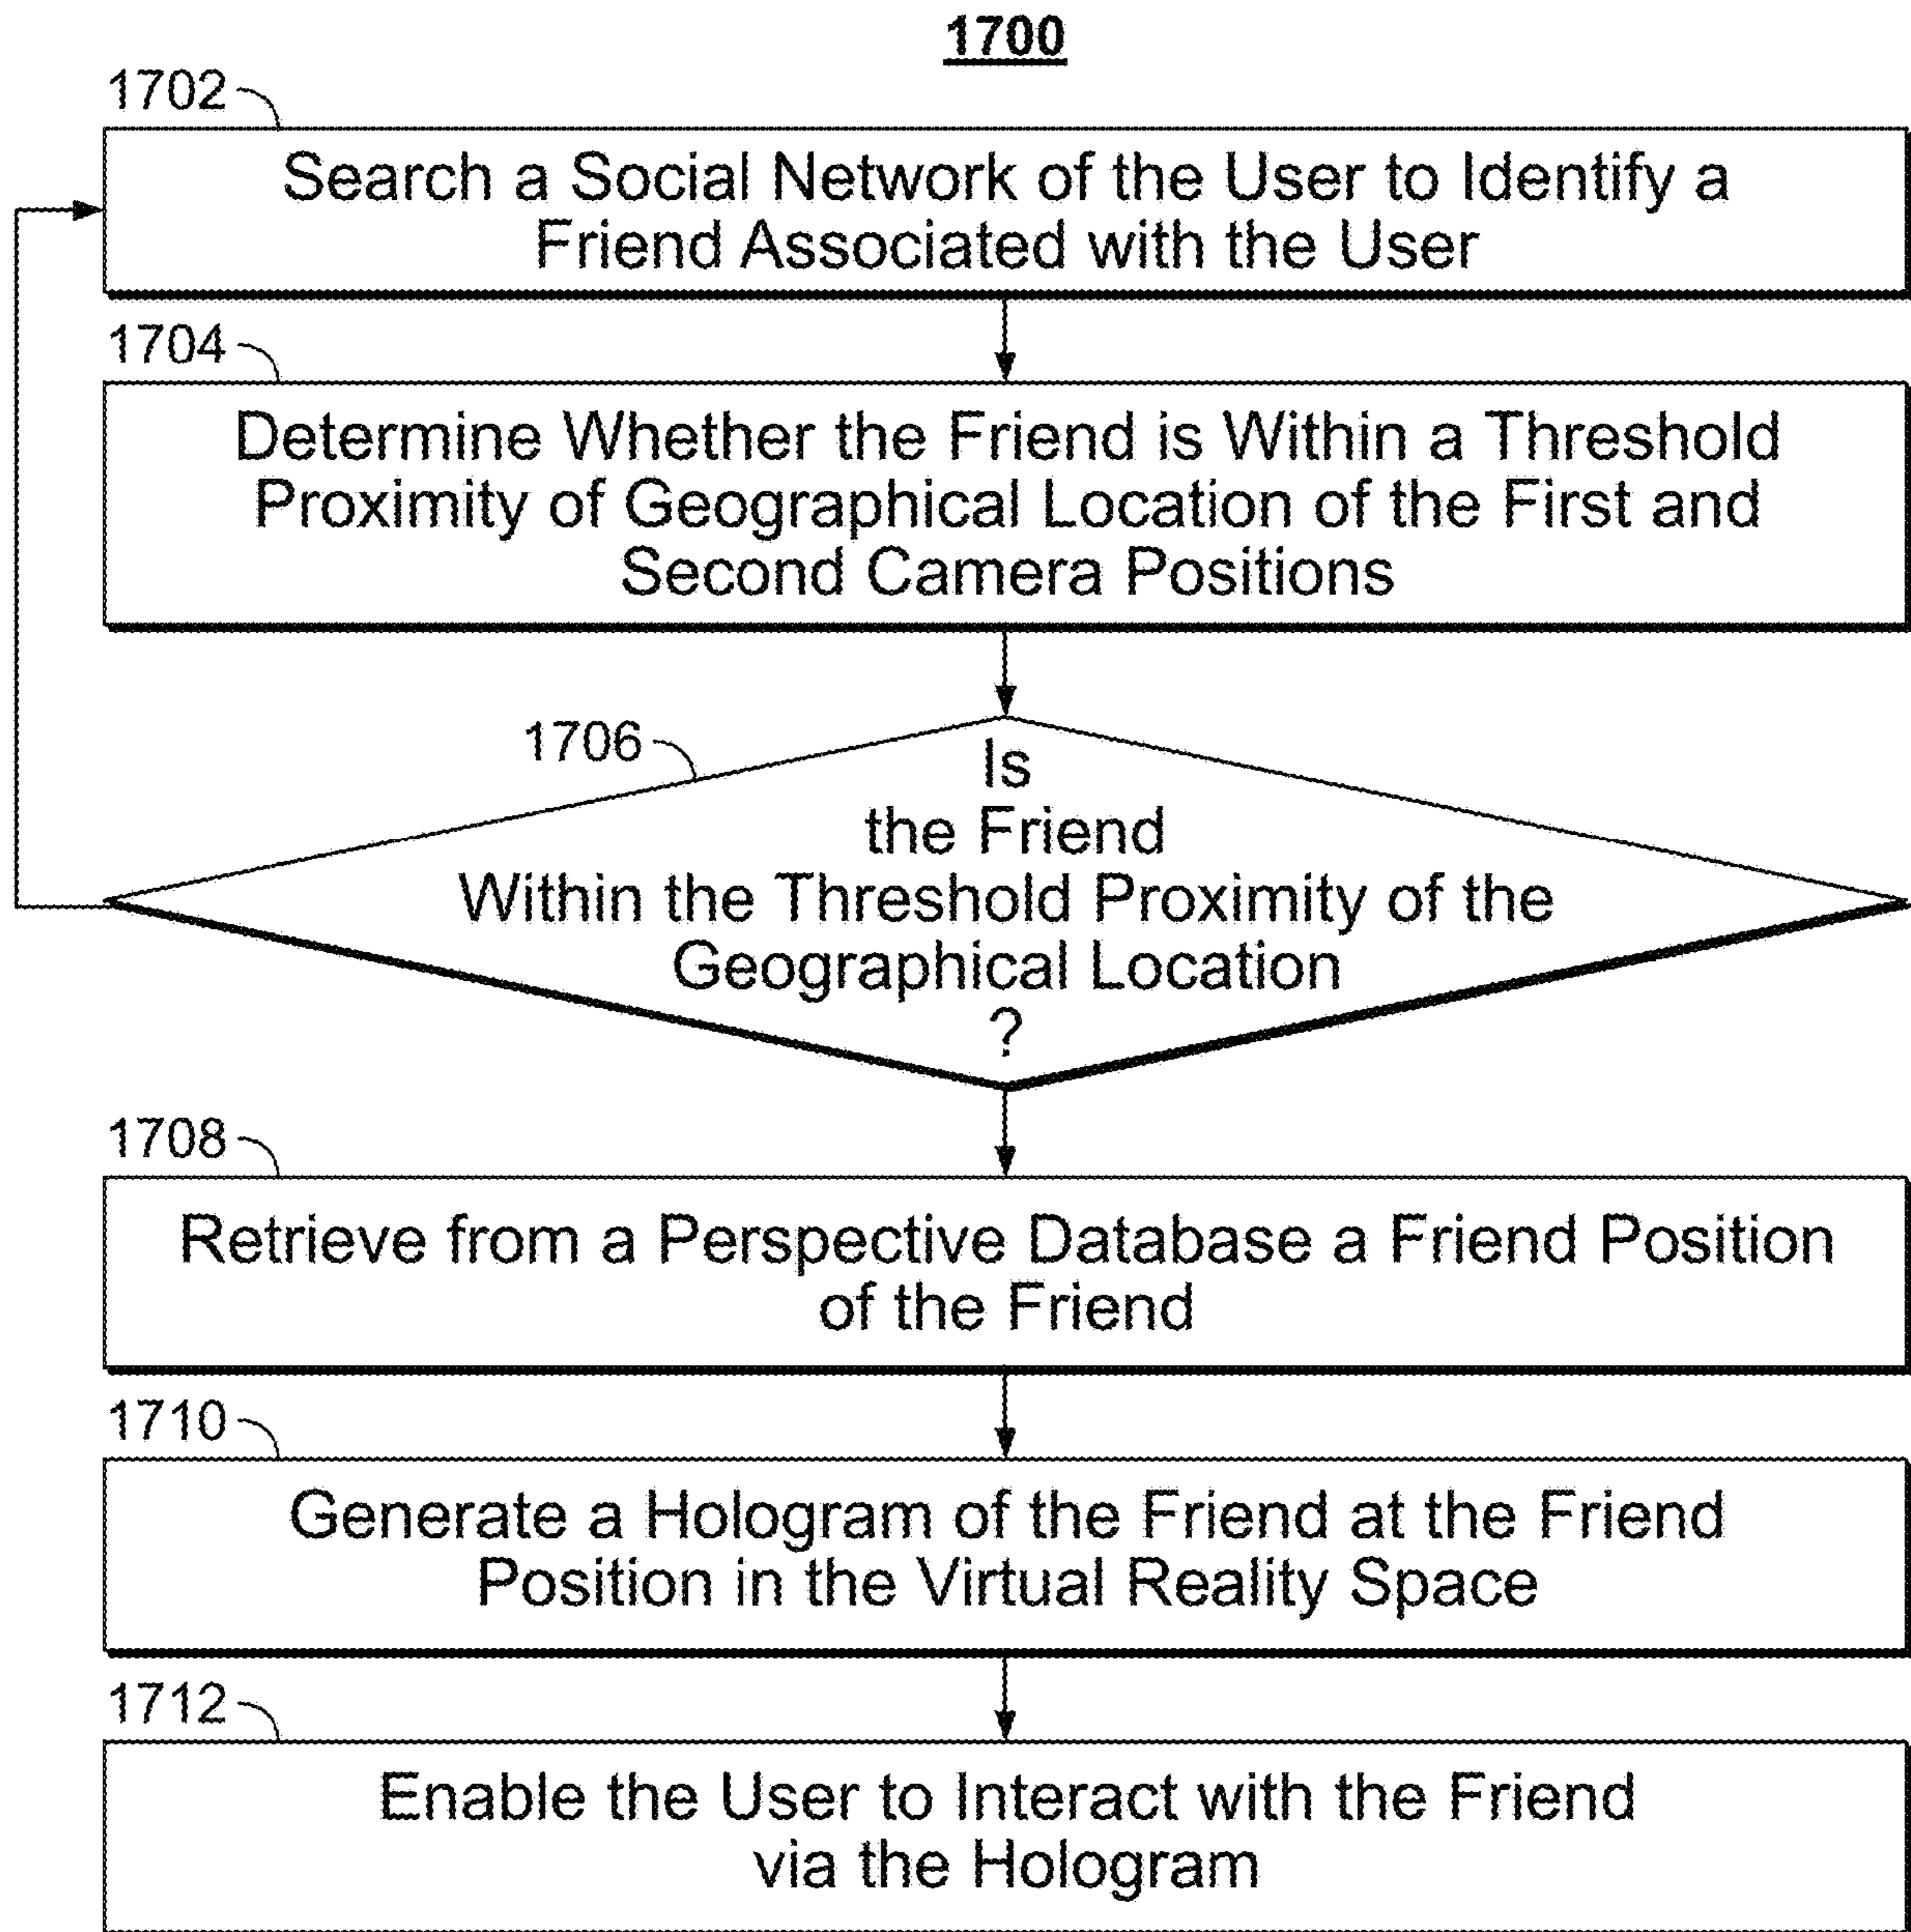 1700
1702
Search a Social Network of the User to Identify a
Friend Associated with the User
1704
Determine Whether the Friend is Within a Threshold
Proximity of Geographical Location of the First and
Second Camera Positions
1706
Is
the Friend
Within the Threshold Proximity of the
Geographical Location
?
1708
Retrieve from a Perspective Database a Friend Position
of the Friend
1710
Generate a Hologram of the Friend at the Friend
Position in the Virtual Reality Space
1712
Enable the User to Interact with the Friend
via the Hologram